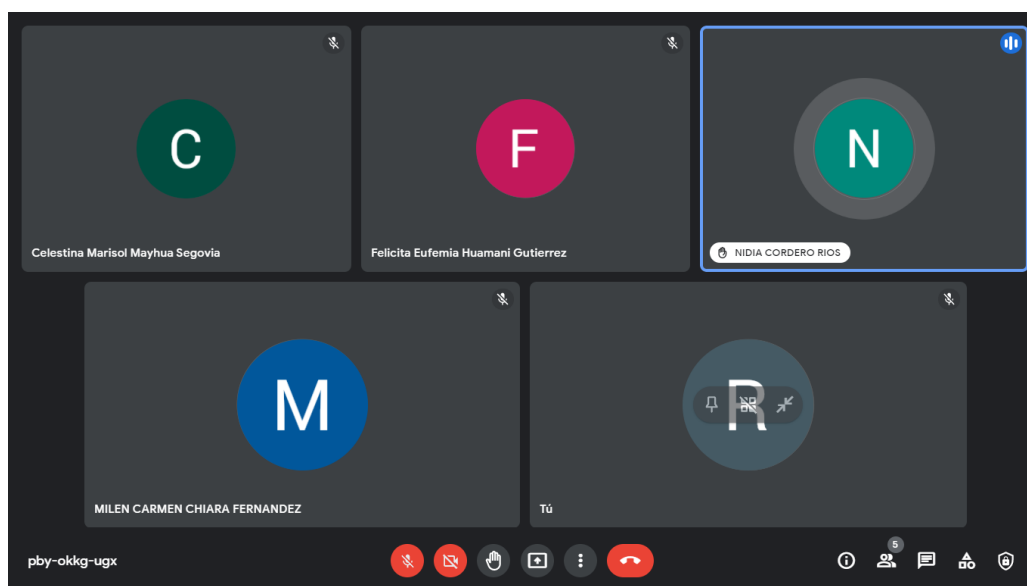 C
F
N
Celestina Marisol Mayhua Segovia
Felicita Eufemia Huamani Gutierrez
NIDIA CORDERO RIOS
M
R
MILEN CARMEN CHIARA FERNANDEZ
Tú
pby-okkg-ugx
5